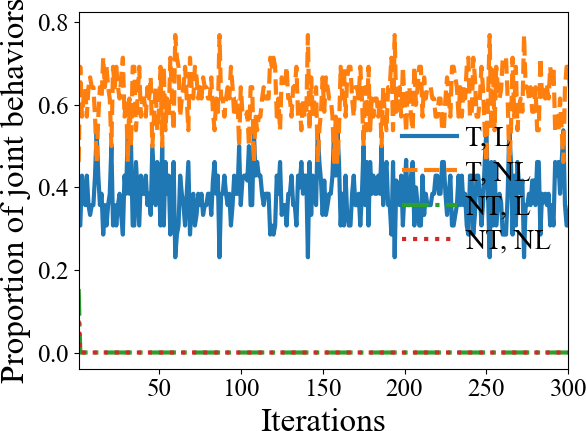 Proportion of joint behaviors
0.8
0.6
0.4
0.2
0.0
T, L
T, NL
NT, L
NT, NL
50
100
150
200
250
300
Iterations